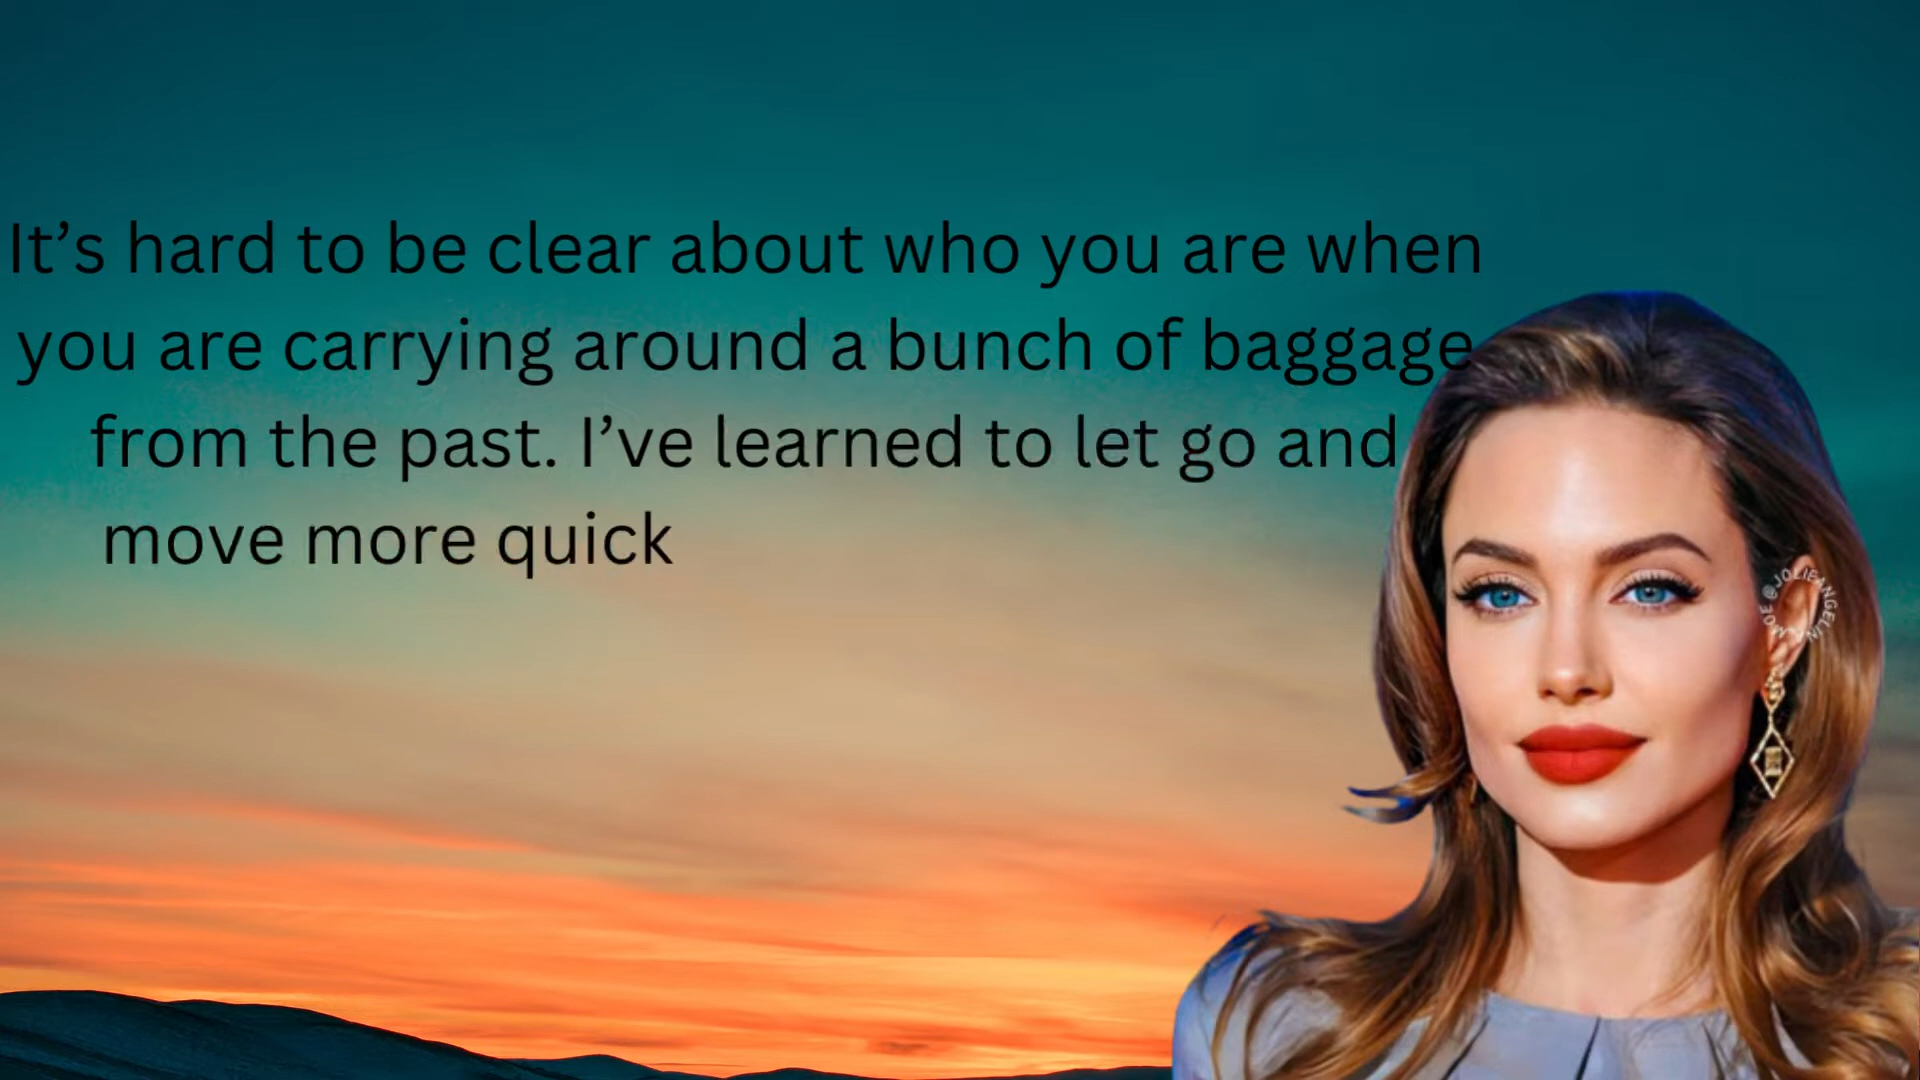 It’s hard to be clear about who you are when
you are carrying around a bunch of baggage
from the past. I’ve learned to let go and
move more quick
@JOLIEANGELIN